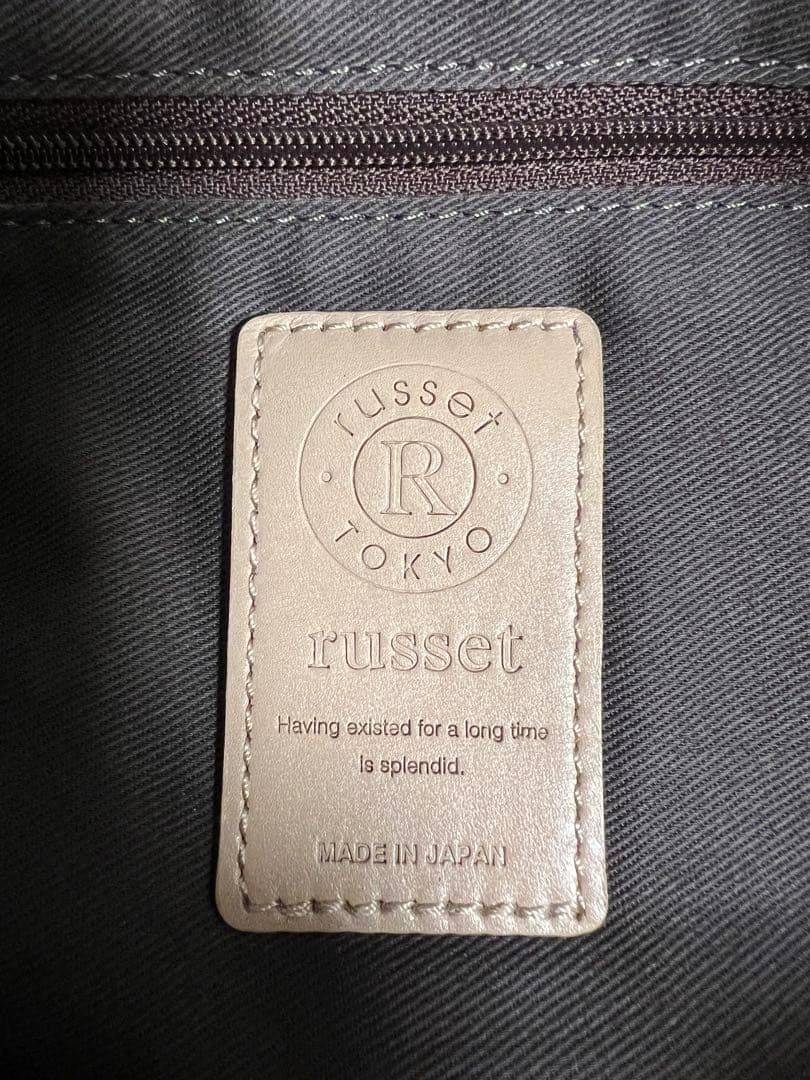 russet
R
TOKYO
russet
Having existed for a long time
is splendid.
MADE IN JAPAN